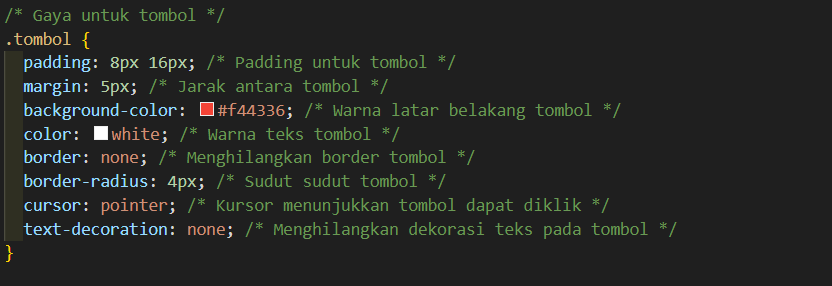 /* Gaya untuk tombol */
.tombol {
  padding: 8px 16px; /* Padding untuk tombol */
  margin: 5px; /* Jarak antara tombol */
  background-color: #f44336; /* Warna latar belakang tombol */
  color: white; /* Warna teks tombol */
  border: none; /* Menghilangkan border tombol */
  border-radius: 4px; /* Sudut sudut tombol */
  cursor: pointer; /* Kursor menunjukkan tombol dapat diklik */
  text-decoration: none; /* Menghilangkan dekorasi teks pada tombol */
}